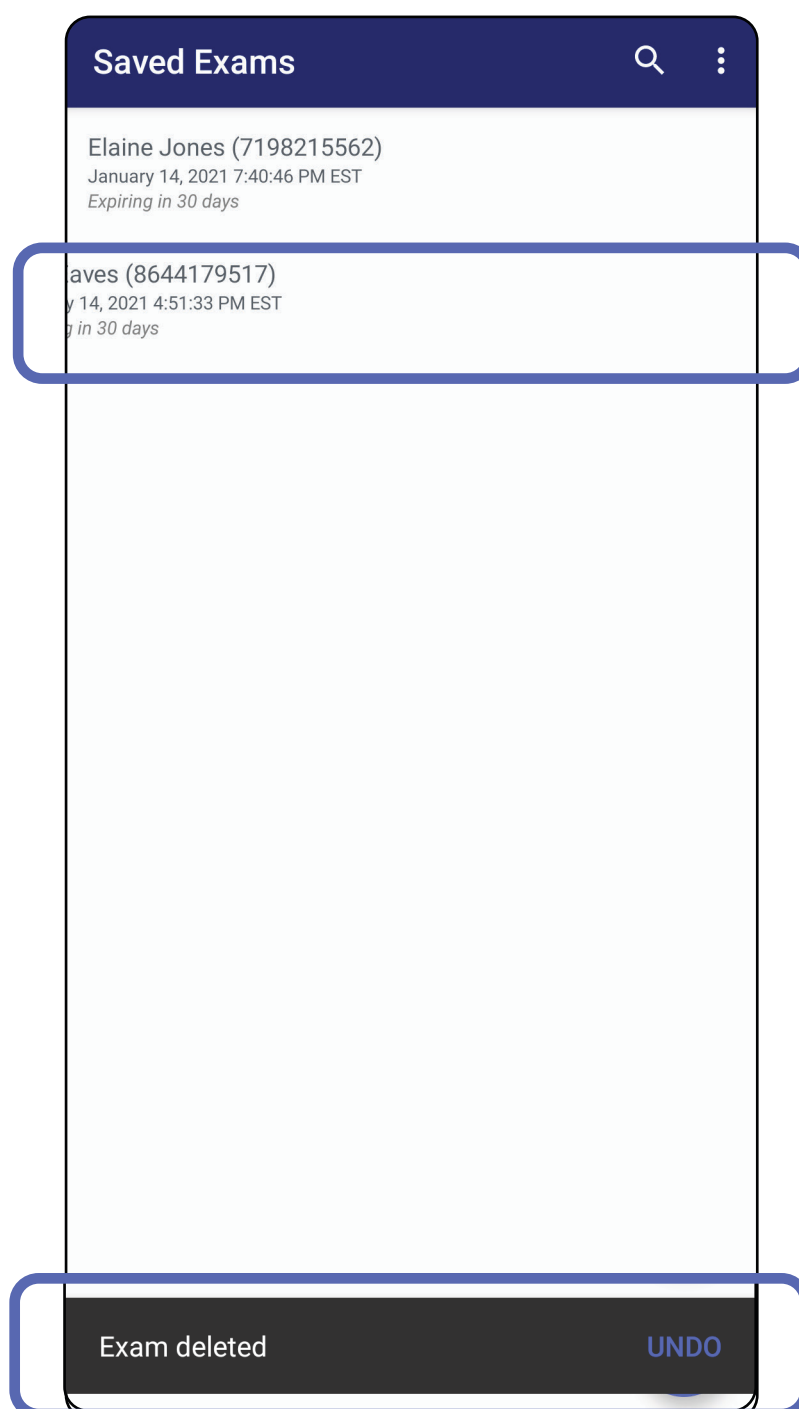 Saved Exams
Elaine Jones (7198215562)
January 14, 2021 7:40:46 PM EST
Expiring in 30 days
aves (8644179517)
y 14, 2021 4:51:33 PM EST
g in 30 days
Exam deleted UNDO